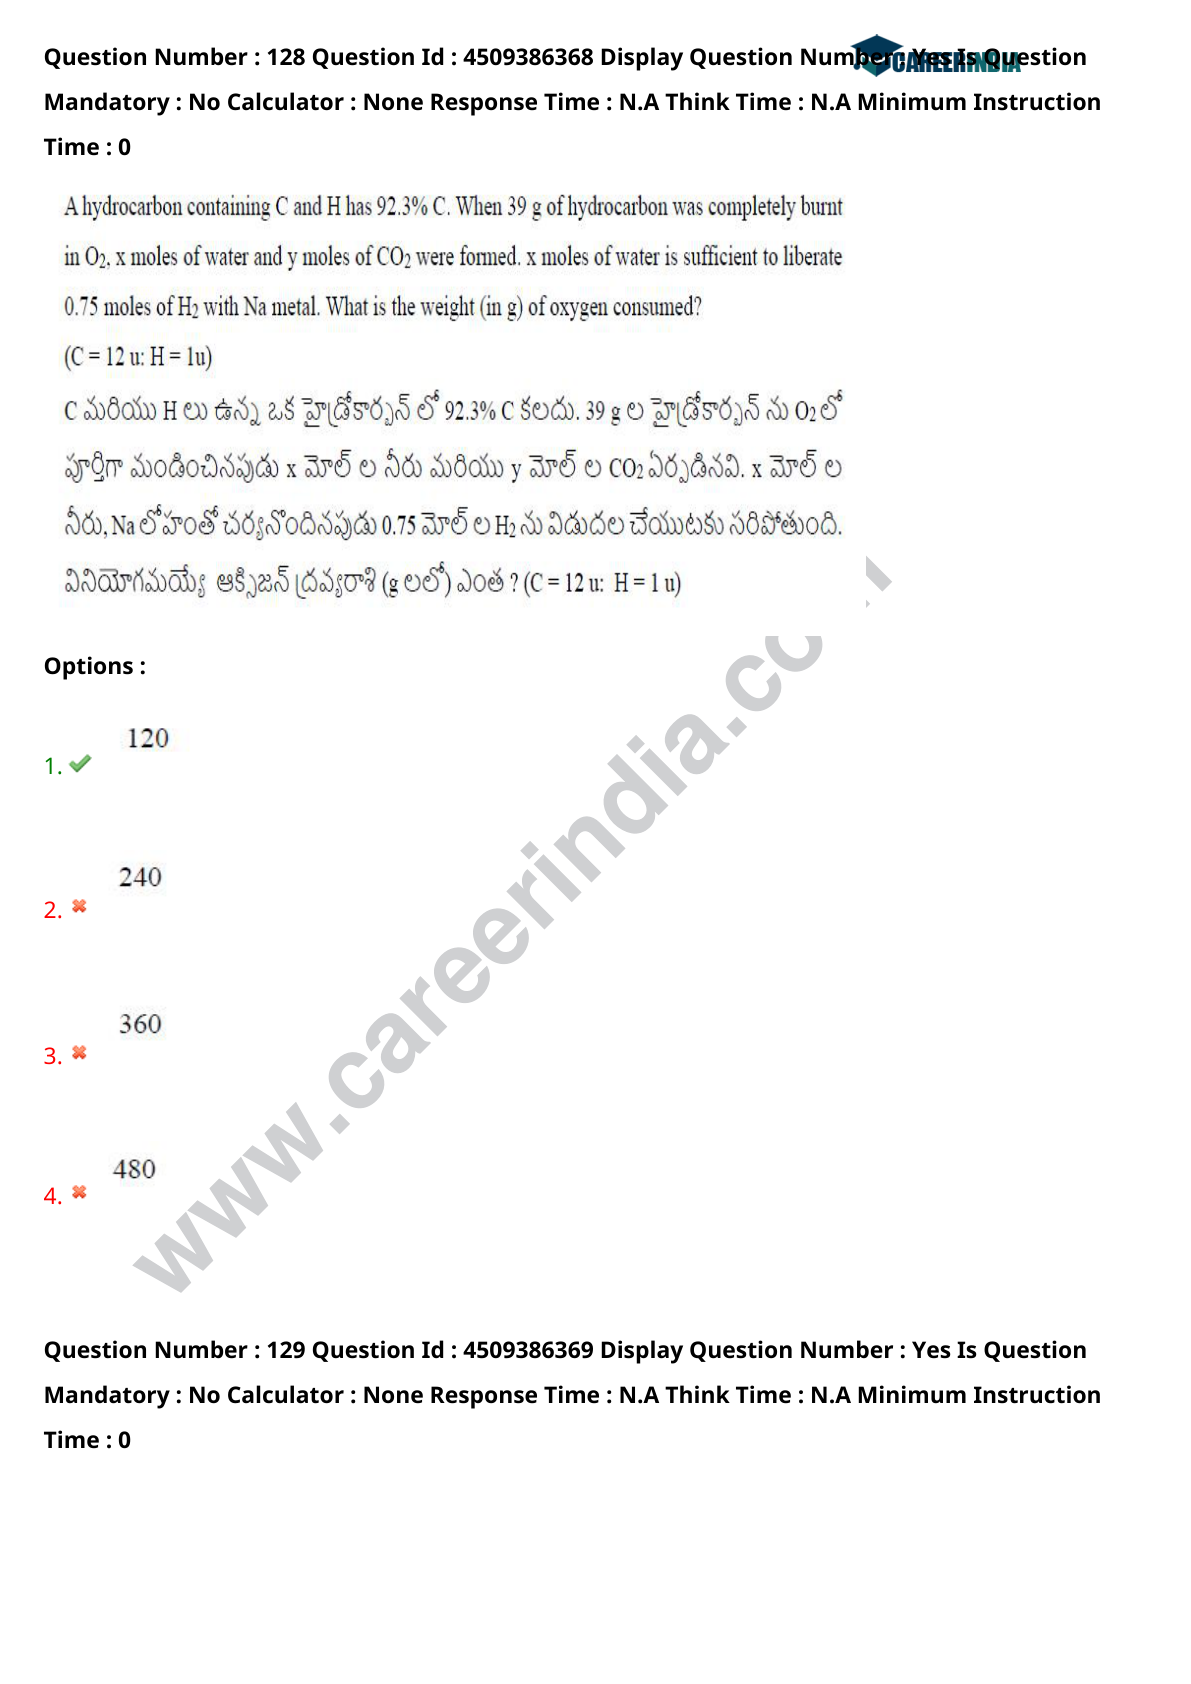 Question Number : 128 Question Id : 4509386368 Display Question Number : Yes Is Question
CAREERINDIA
Mandatory : No Calculator : None Response Time : N.A Think Time : N.A Minimum Instruction
Time : 0
A hydrocarbon containing C and H has 92.3% C. When 39 g of hydrocarbon was completely burnt
in O2, x moles of water and y moles of CO2 were formed. x moles of water is sufficient to liberate
0.75 moles of H2 with Na metal. What is the weight (in g) of oxygen consumed?
(C = 12 u: H = 1u)
C మరియు H లు ఉన్న ఒక హైడ్రోకార్బన్ లో 92.3% C కలదు. 39 g ల హైడ్రోకార్బన్ ను O2 లో
పూర్తిగా మండించినపుడు x మోల్ ల నీరు మరియు y మోల్ ల CO2 ఏర్పడినవి. x మోల్ ల
నీరు, Na లోహంతో చర్యనొందినపుడు 0.75 మోల్ ల H2 ను విడుదల చేయుటకు సరిపోతుంది.
వినియోగమయ్యే ఆక్సిజన్ ద్రవ్యరాశి (g లలో) ఎంత ? (C = 12 u: H = 1 u)
Options :
120
1.
240
2.
360
3.
480
4.
www.careerindia.com
Question Number : 129 Question Id : 4509386369 Display Question Number : Yes Is Question
Mandatory : No Calculator : None Response Time : N.A Think Time : N.A Minimum Instruction
Time : 0